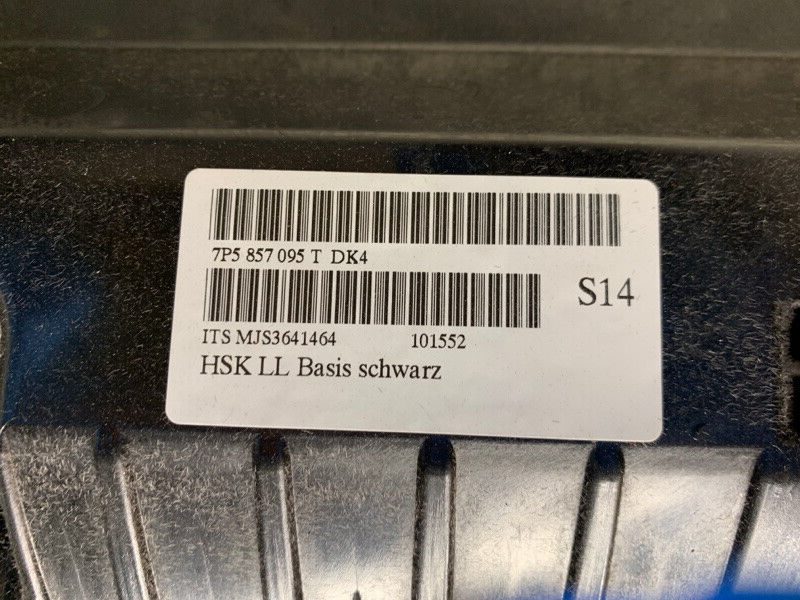 7P5 857 095 T DK4
S14
ITS MJS3641464 101552
HSK LL Basis schwarz